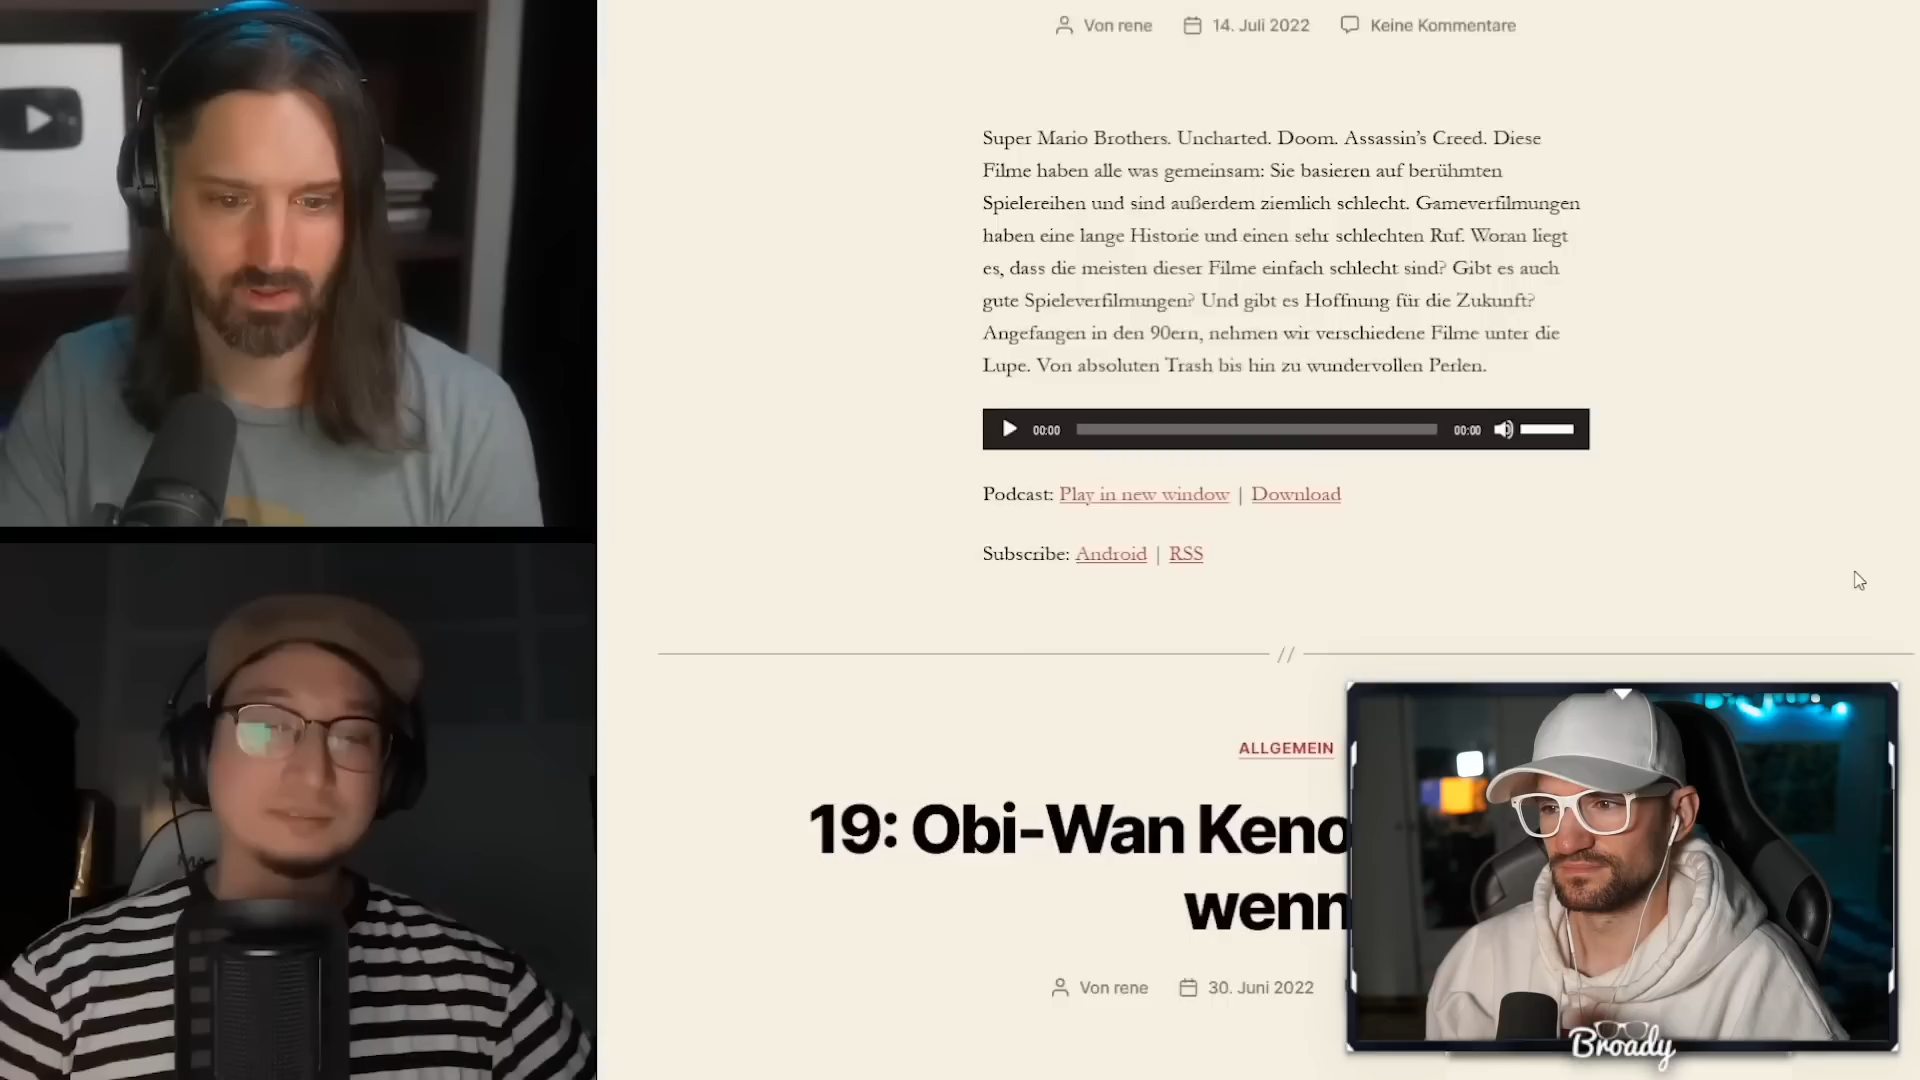 Von rene 14. Juli 2022 Keine Kommentare
Super Mario Brothers. Uncharted. Doom. Assassin’s Creed. Diese
Filme haben alle was gemeinsam: Sie basieren auf berühmten
Spielereihen und sind außerdem ziemlich schlecht. Gameverfilmungen
haben eine lange Historie und einen sehr schlechten Ruf. Woran liegt
es, dass die meisten dieser Filme einfach schlecht sind? Gibt es auch
gute Spieleverfilmungen? Und gibt es Hoffnung für die Zukunft?
Angefangen in den 90ern, nehmen wir verschiedene Filme unter die
Lupe. Von absoluten Trash bis hin zu wundervollen Perlen.
00:00 00:00
Podcast: Play in new window | Download
Subscribe: Android | RSS
//
ALLGEMEIN
19: Obi-Wan Keno
wenn
Von rene 30. Juni 2022
Broady